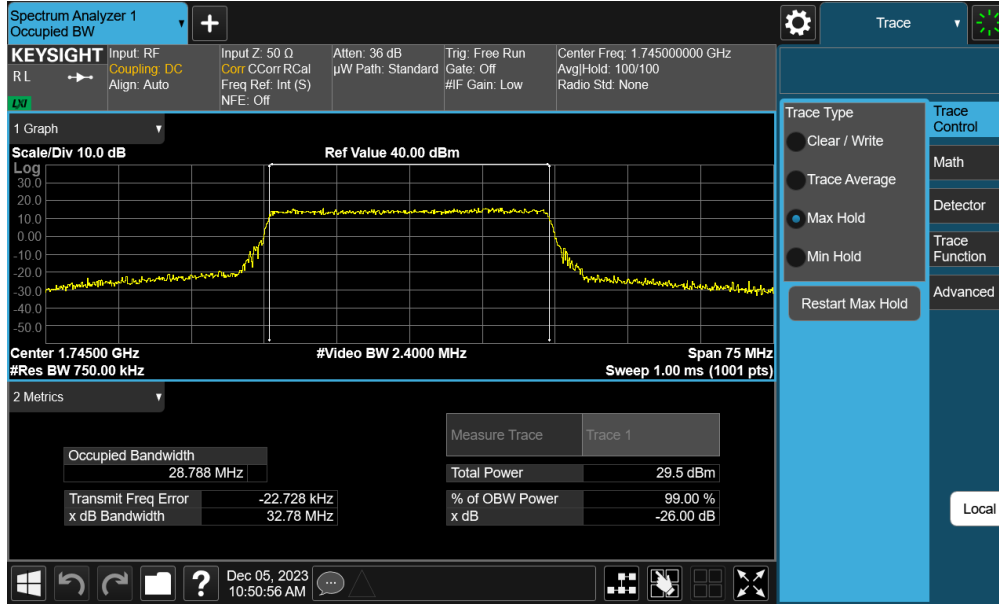 Spectrum Analyzer 1
Occupied BW
Trace
KEYSIGHT
R L
LXI
Input: RF
Coupling: DC
Align: Auto
Input Z: 50 Ω
Corr CCorr RCal
Freq Ref: Int (S)
NFE: Off
Atten: 36 dB
µW Path: Standard
Trig: Free Run
Gate: Off
#IF Gain: Low
Center Freq: 1.745000000 GHz
Avg|Hold: 100/100
Radio Std: None
1 Graph
Scale/Div 10.0 dB
Ref Value 40.00 dBm
Log
30.0
20.0
10.0
0.00
-10.0
-20.0
-30.0
-40.0
-50.0
Center 1.74500 GHz
#Video BW 2.4000 MHz
Span 75 MHz
#Res BW 750.00 kHz
Sweep 1.00 ms (1001 pts)
2 Metrics
Measure Trace
Trace 1
Occupied Bandwidth
28.788 MHz
Total Power
29.5 dBm
Transmit Freq Error
-22.728 kHz
% of OBW Power
99.00 %
x dB Bandwidth
32.78 MHz
x dB
-26.00 dB
Trace Type
Clear / Write
Trace Average
Max Hold
Min Hold
Restart Max Hold
Trace
Control
Math
Detector
Trace
Function
Advanced
Local
?
Dec 05, 2023
10:50:56 AM